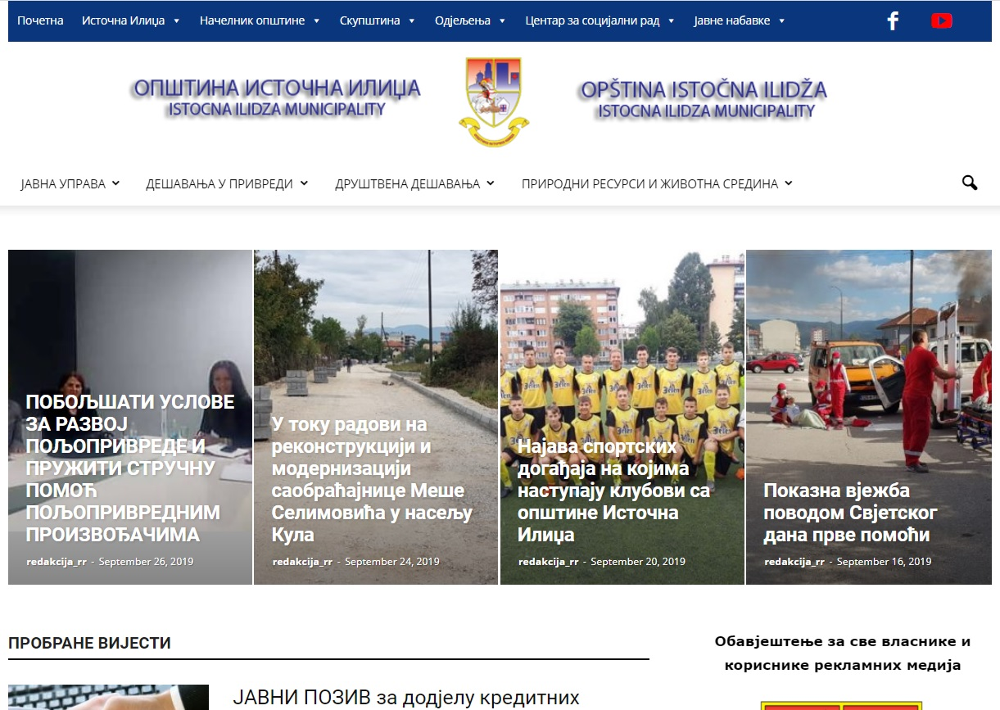 Почетна Источна Илиџа Начелник општине Скупштина Одјељења Центар за социјални рад Јавне набавке
ОПШТИНА ИСТОЧНА ИЛИЏА
ISTOCNA ILIDZA MUNICIPALITY
OPŠTINA ISTOČNA ILIDŽA
ISTOCNA ILIDZA MUNICIPALITY
ЈАВНА УПРАВА ДЕШАВАЊА У ПРИВРЕДИ ДРУШТВЕНА ДЕШАВАЊА ПРИРОДНИ РЕСУРСИ И ЖИВОТНА СРЕДИНА
ПОБОЉШАТИ УСЛОВЕ
ЗА РАЗВОЈ
ПОЉОПРИВРЕДЕ И
ПРУЖИТИ СТРУЧНУ
ПОМОЋ
ПОЉОПРИВРЕДНИМ
ПРОИЗВОЂАЧИМА
redakcija_rr - September 26, 2019
У току радови на
реконструкцији и
модернизацији
саобраћајнице Меше
Селимовића у насељу
Кула
redakcija_rr - September 24, 2019
Најава спортских
догађаја на којима
наступају клубови са
општине Источна
Илиџа
redakcija_rr - September 20, 2019
Показна вјежба
поводом Свјетског
дана прве помоћи
redakcija_rr - September 16, 2019
ПРОБРАНЕ ВИЈЕСТИ
ЈАВНИ ПОЗИВ за додјелу кредитних
Обавјештење за све власнике и
кориснике рекламних медија